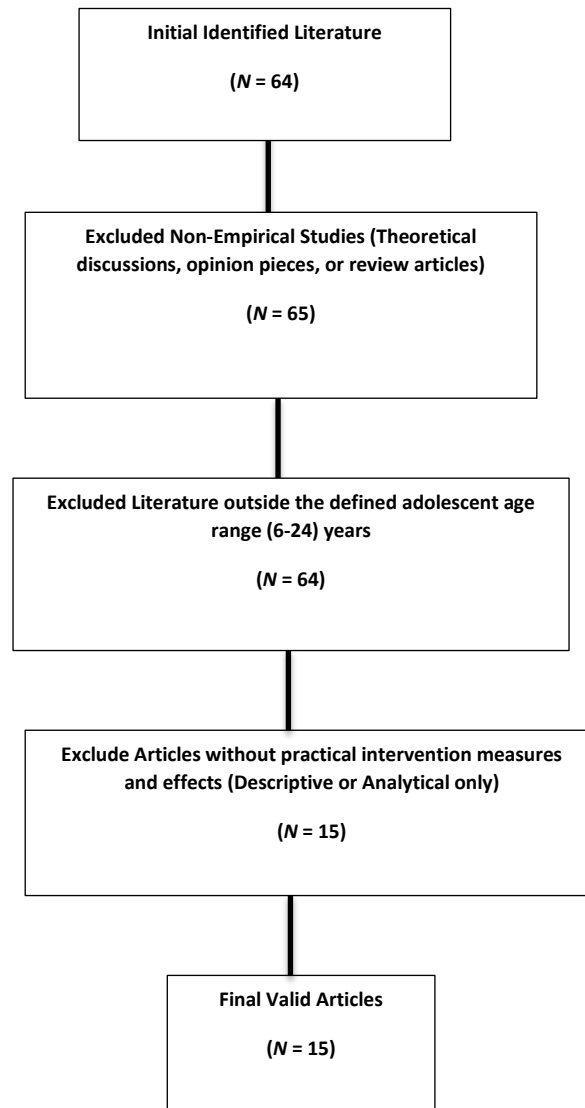 Initial Identified Literature
(N = 64)
Excluded Non-Empirical Studies (Theoretical
discussions, opinion pieces, or review articles)
(N = 65)
Excluded Literature outside the defined adolescent age
range (6-24) years
(N = 64)
Exclude Articles without practical intervention measures
and effects (Descriptive or Analytical only)
(N = 15)
Final Valid Articles
(N = 15)